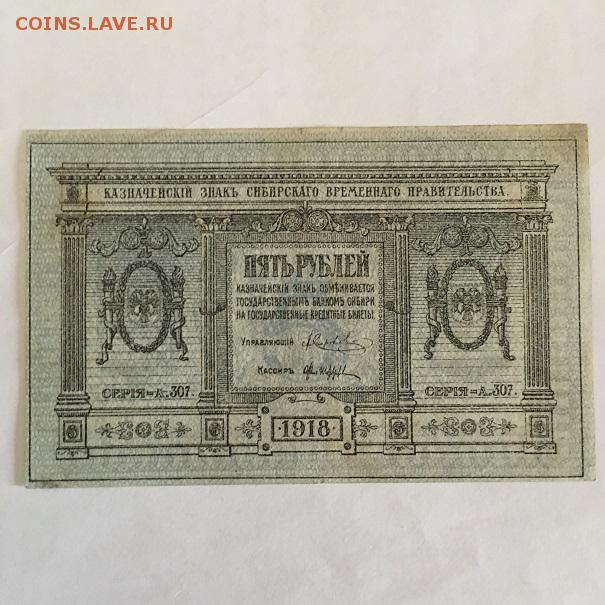 COINS.LAVE.RU
КАЗНАЧЕЙСКІЙ ЗНАКЪ СИБИРСКАГО ВРЕМЕННАГО ПРАВИТЕЛЬСТВА
ПЯТЬ РУБЛЕЙ
КАЗНАЧЕЙСКІЙ ЗНАКЪ ОБМѢНИВАЕТСЯ
ГОСУДАРСТВЕННЫМЪ БАНКОМЪ СИБИРИ
НА ГОСУДАРСТВЕННЫЕ КРЕДИТНЫЕ БИЛЕТЫ.
УПРАВЛЯЮЩІЙ
КАССИРЪ
СЕРІЯ=А.307.
СЕРІЯ=А.307.
·1918·